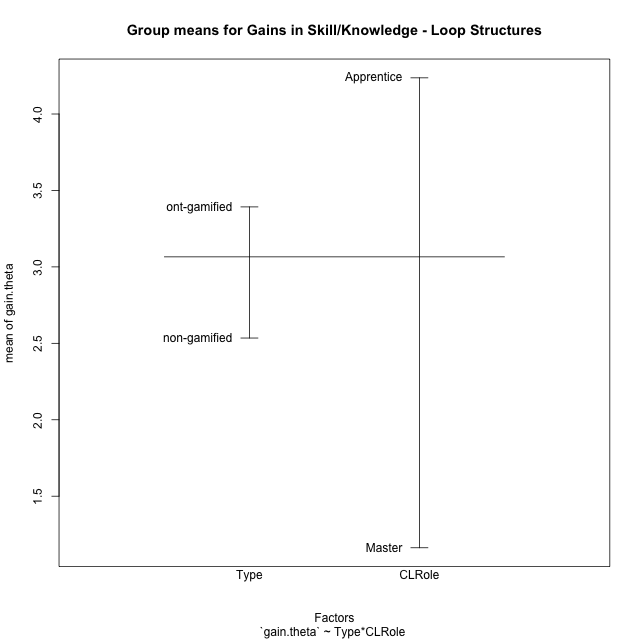 Group means for Gains in Skill/Knowledge - Loop Structures
Apprentice
4.0
3.5
ont-gamified
3.0
mean of gain.theta
non-gamified
2.5
2.0
1.5
Master
Type CLRole
Factors
`gain.theta` ~ Type*CLRole